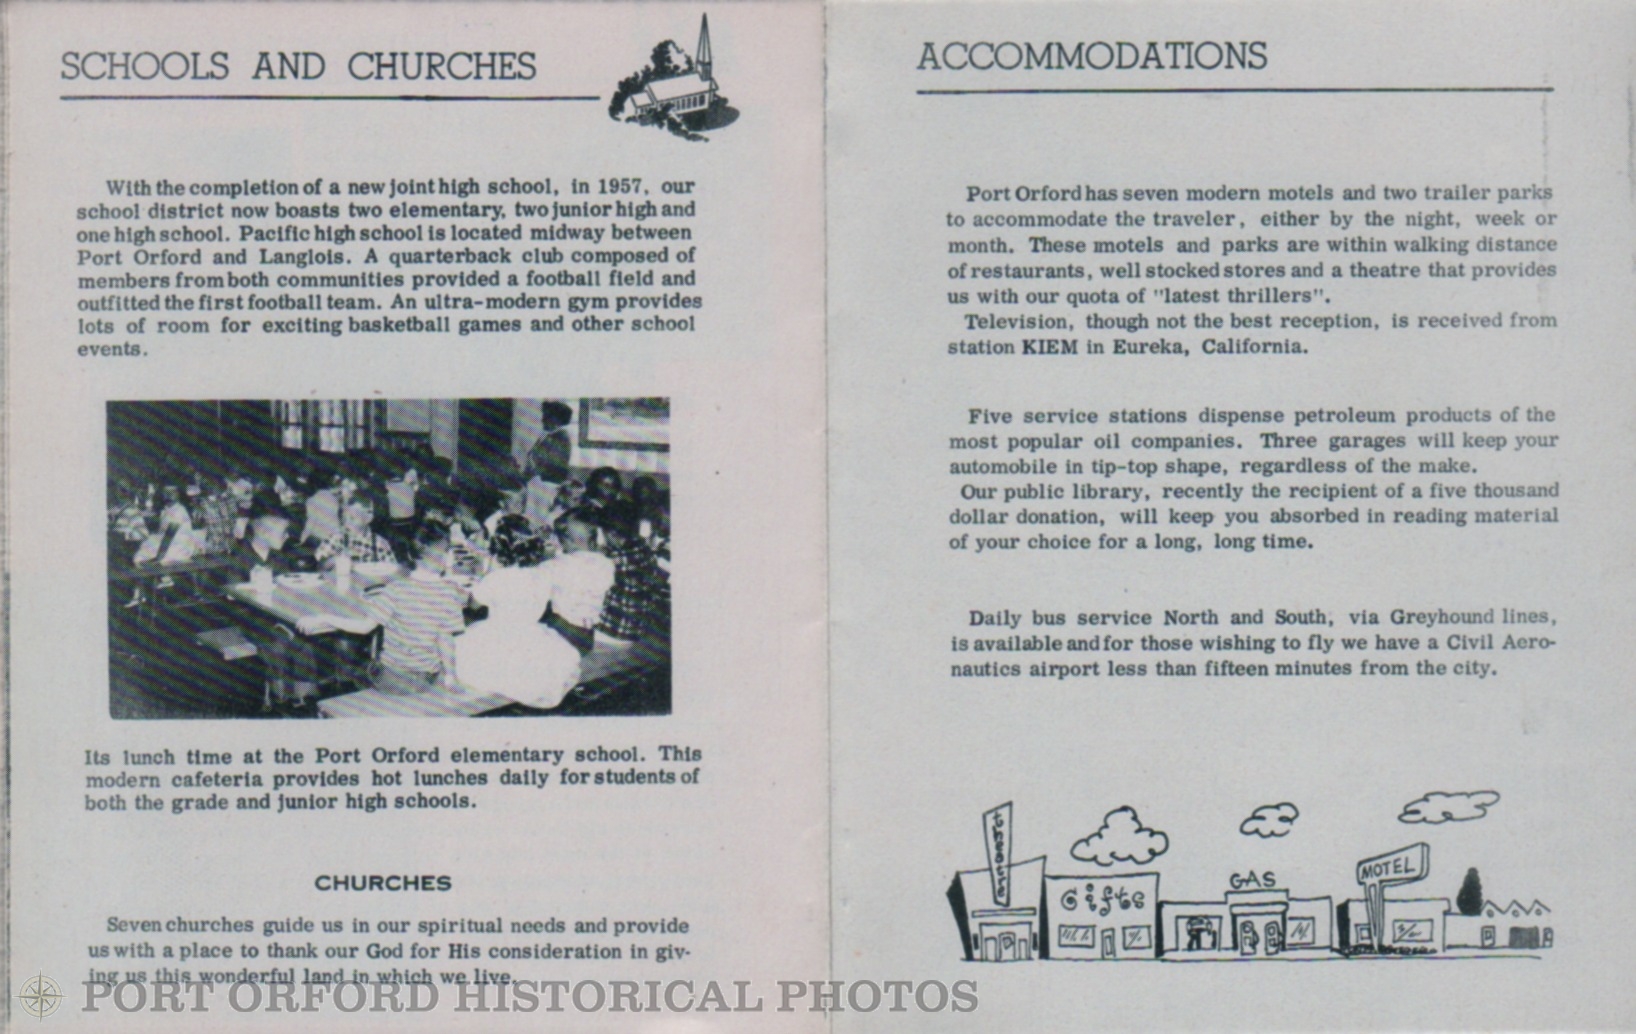 SCHOOLS AND CHURCHES
With the completion of a new joint high school, in 1957, our
school district now boasts two elementary, two junior high and
one high school. Pacific high school is located midway between
Port Orford and Langlois. A quarterback club composed of
members from both communities provided a football field and
outfitted the first football team. An ultra-modern gym provides
lots of room for exciting basketball games and other school
events.
Its lunch time at the Port Orford elementary school. This
modern cafeteria provides hot lunches daily for students of
both the grade and junior high schools.
CHURCHES
Seven churches guide us in our spiritual needs and provide
us with a place to thank our God for His consideration in giv-
ing us this wonderful land in which we live.
ACCOMMODATIONS
Port Orford has seven modern motels and two trailer parks
to accommodate the traveler, either by the night, week or
month. These motels and parks are within walking distance
of restaurants, well stocked stores and a theatre that provides
us with our quota of "latest thrillers".
Television, though not the best reception, is received from
station KIEM in Eureka, California.
Five service stations dispense petroleum products of the
most popular oil companies. Three garages will keep your
automobile in tip-top shape, regardless of the make.
Our public library, recently the recipient of a five thousand
dollar donation, will keep you absorbed in reading material
of your choice for a long, long time.
Daily bus service North and South, via Greyhound lines,
is available and for those wishing to fly we have a Civil Aero-
nautics airport less than fifteen minutes from the city.
theatre
Gifts
GAS
MOTEL
PORT ORFORD HISTORICAL PHOTOS